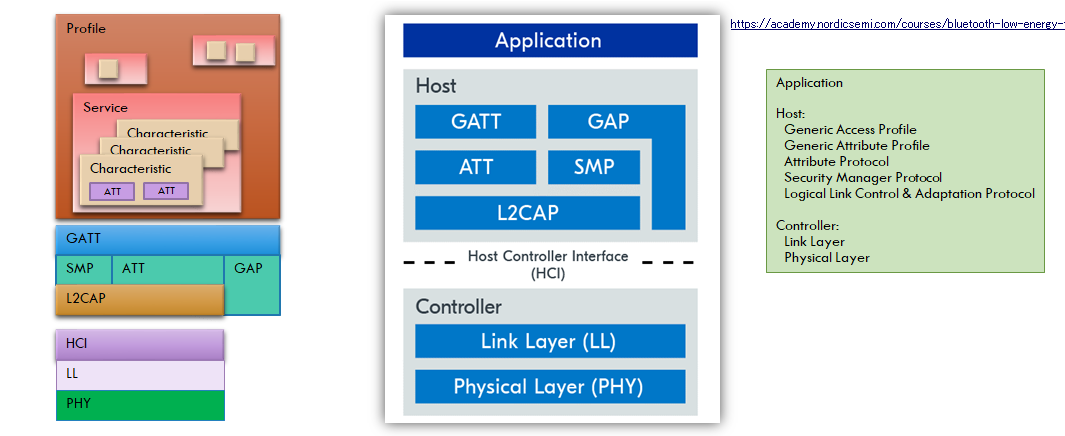 Profile
Service
Characteristic
Characteristic
Characteristic
ATT ATT
GATT
SMP ATT GAP
L2CAP
HCI
LL
PHY
Application
Host
GATT GAP
ATT SMP
L2CAP
Host Controller Interface
(HCI)
Controller
Link Layer (LL)
Physical Layer (PHY)
https://academy.nordicsemi.com/courses/bluetooth-low-energy-
Application
Host:
Generic Access Profile
Generic Attribute Profile
Attribute Protocol
Security Manager Protocol
Logical Link Control & Adaptation Protocol
Controller:
Link Layer
Physical Layer